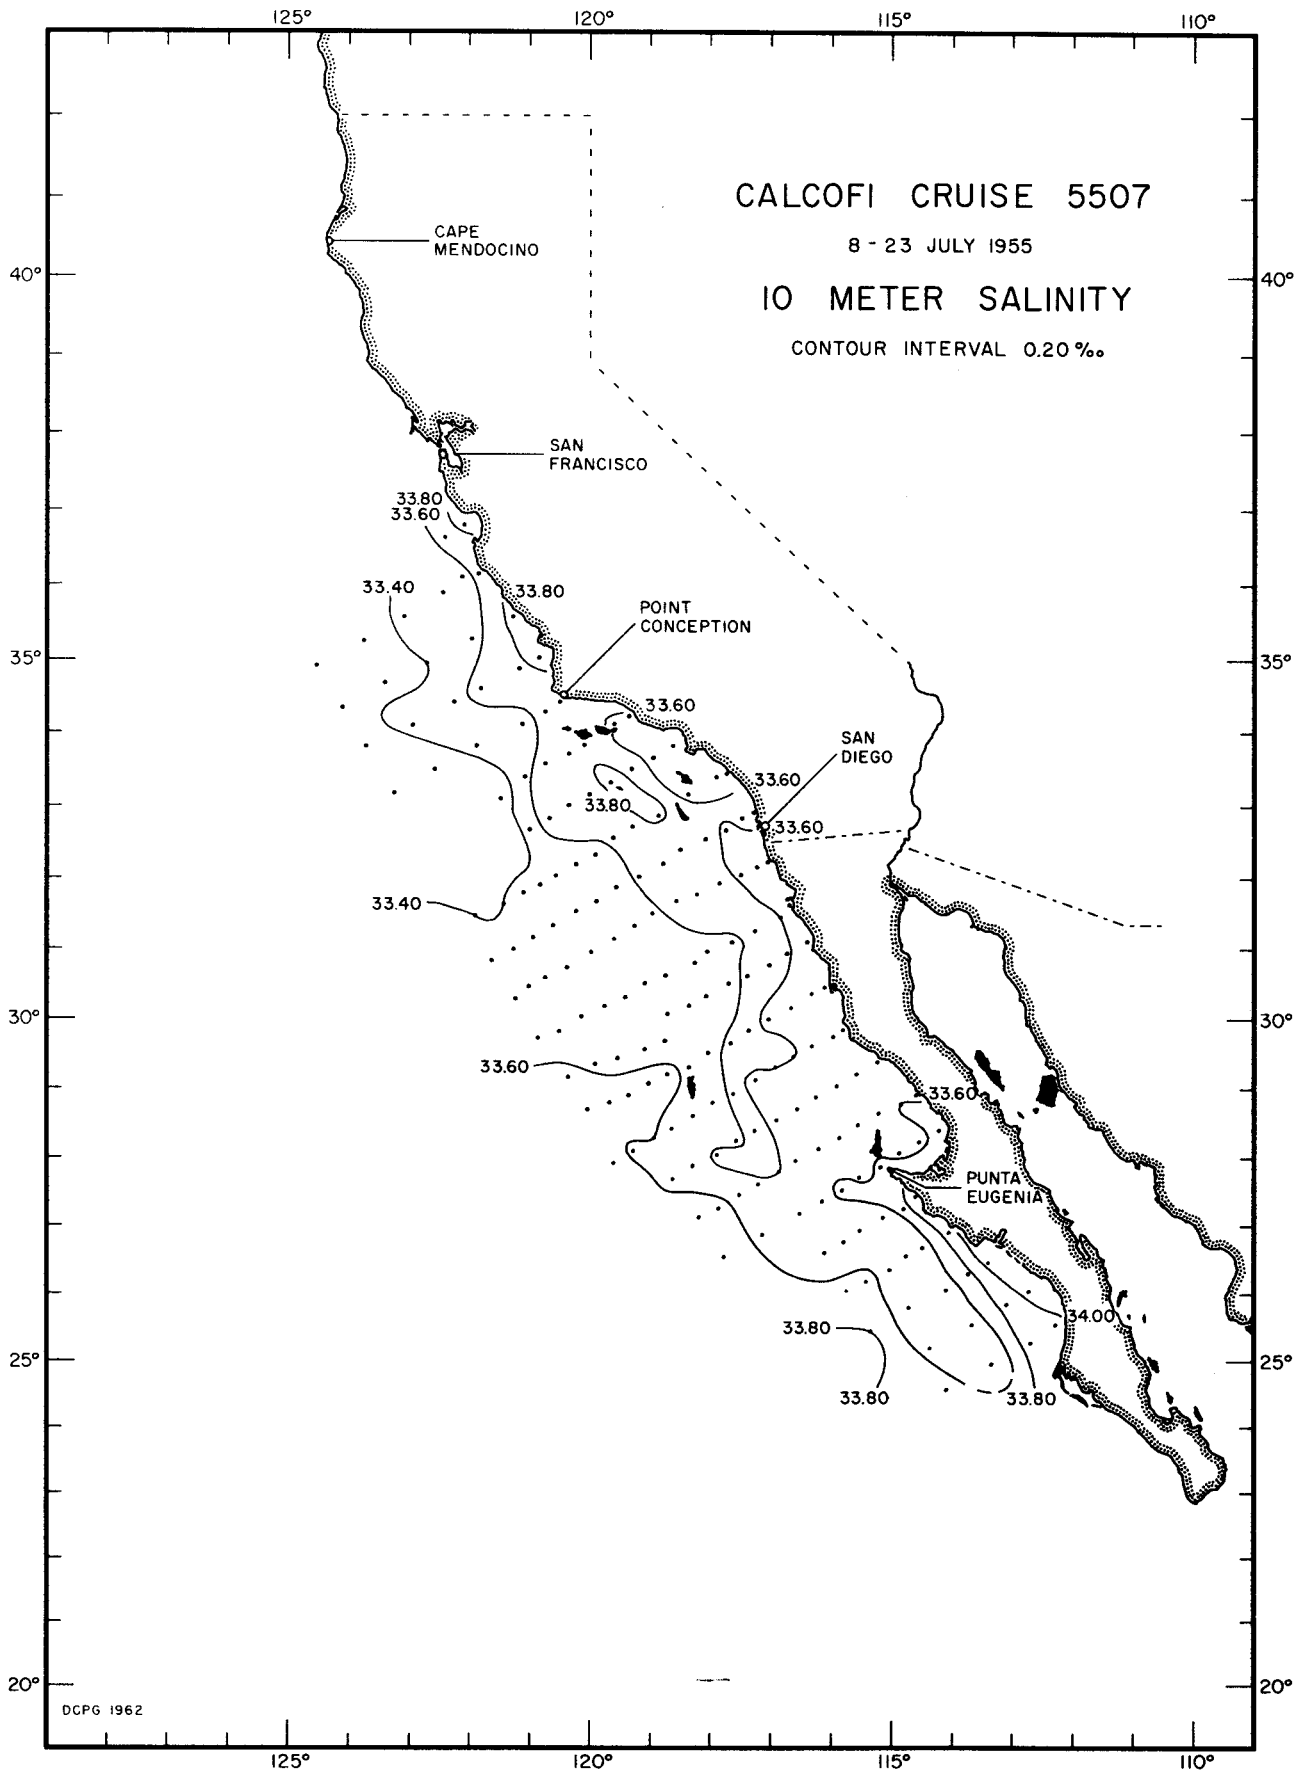 125°
120°
115°
110°
CALCOFI CRUISE 5507
8-23 JULY 1955
10 METER SALINITY
CONTOUR INTERVAL 0.20‰
CAPE
MENDOCINO
40°
40°
SAN
FRANCISCO
33.80
33.60
33.40
33.80
POINT
CONCEPTION
35°
35°
33.60
SAN
DIEGO
33.60
33.80
33.60
33.40
30°
30°
33.60
33.60
PUNTA
EUGENIA
34.00
33.80
25°
25°
33.80
33.80
20°
20°
DCPG 1962
125°
120°
115°
110°